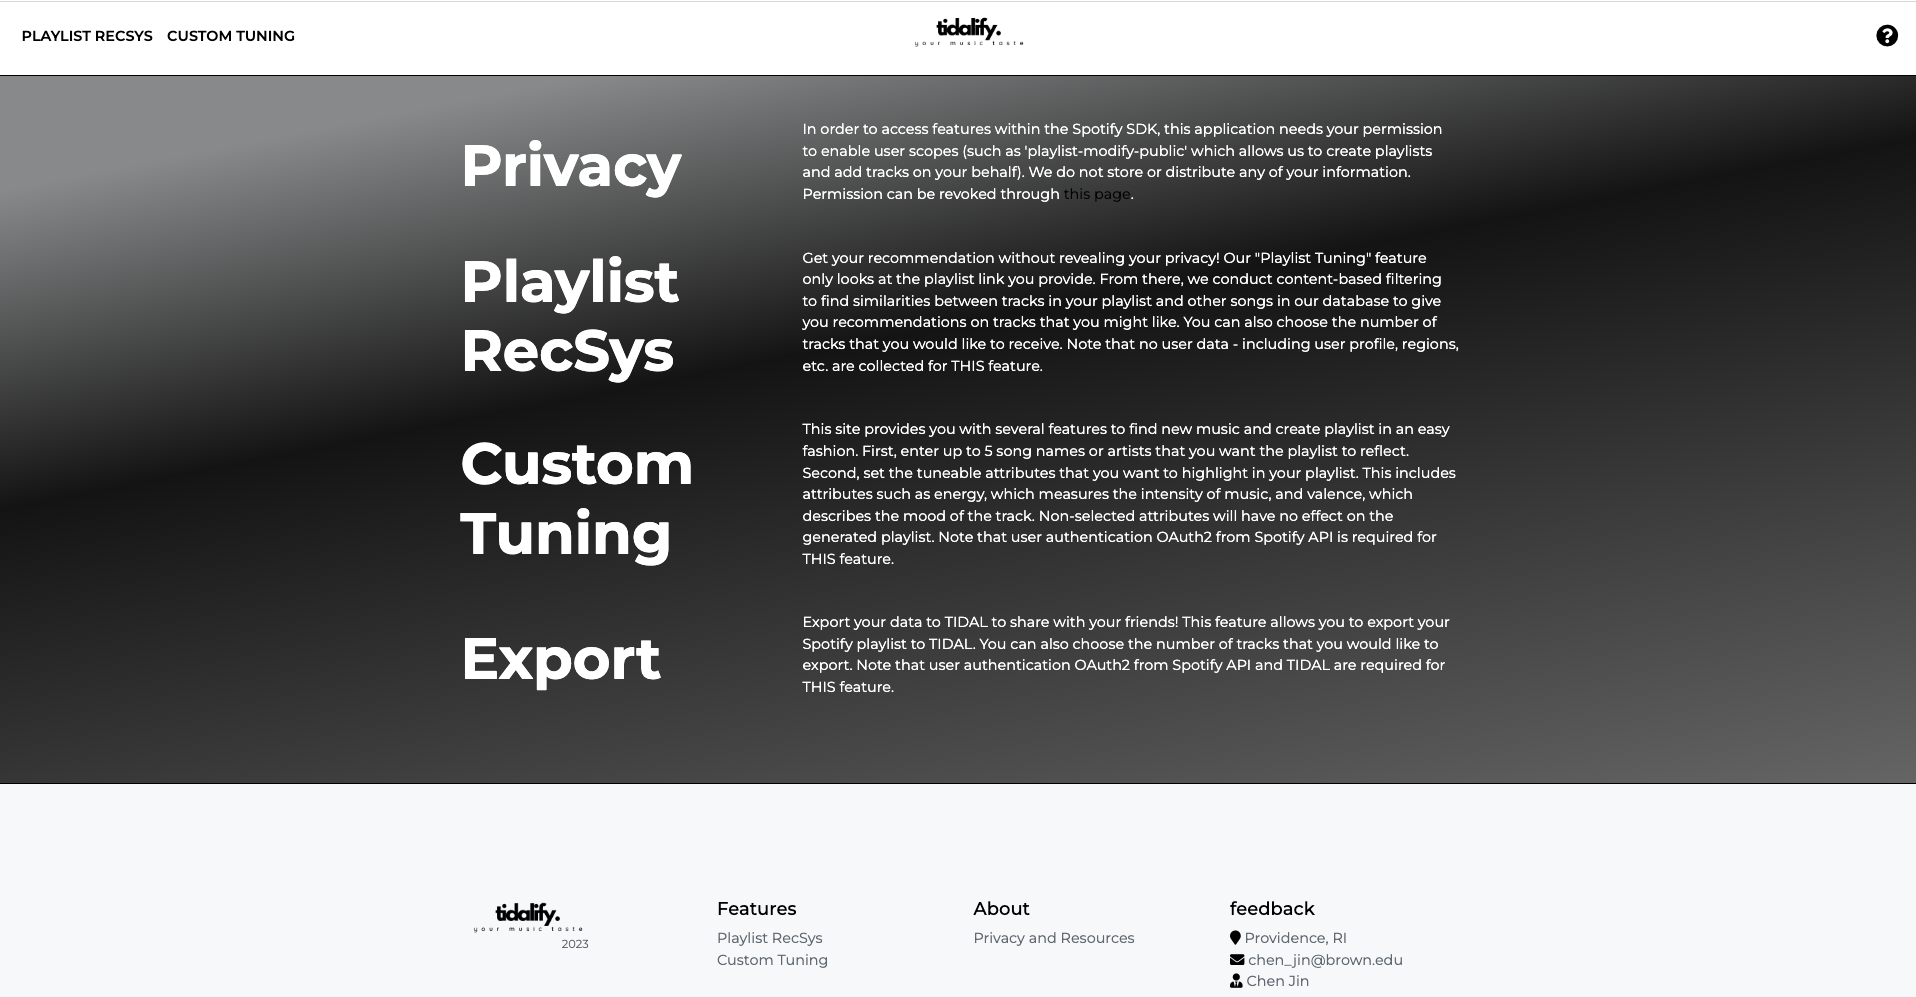 PLAYLIST RECSYS CUSTOM TUNING
tidalify.
your music taste
?
Privacy
In order to access features within the Spotify SDK, this application needs your permission
to enable user scopes (such as 'playlist-modify-public' which allows us to create playlists
and add tracks on your behalf). We do not store or distribute any of your information.
Permission can be revoked through this page.
Playlist
RecSys
Get your recommendation without revealing your privacy! Our "Playlist Tuning" feature
only looks at the playlist link you provide. From there, we conduct content-based filtering
to find similarities between tracks in your playlist and other songs in our database to give
you recommendations on tracks that you might like. You can also choose the number of
tracks that you would like to receive. Note that no user data - including user profile, regions,
etc. are collected for THIS feature.
Custom
Tuning
This site provides you with several features to find new music and create playlist in an easy
fashion. First, enter up to 5 song names or artists that you want the playlist to reflect.
Second, set the tuneable attributes that you want to highlight in your playlist. This includes
attributes such as energy, which measures the intensity of music, and valence, which
describes the mood of the track. Non-selected attributes will have no effect on the
generated playlist. Note that user authentication OAuth2 from Spotify API is required for
THIS feature.
Export
Export your data to TIDAL to share with your friends! This feature allows you to export your
Spotify playlist to TIDAL. You can also choose the number of tracks that you would like to
export. Note that user authentication OAuth2 from Spotify API and TIDAL are required for
THIS feature.
tidalify.
your music taste
2023
Features
Playlist RecSys
Custom Tuning
About
Privacy and Resources
feedback
Providence, RI
chen_jin@brown.edu
Chen Jin